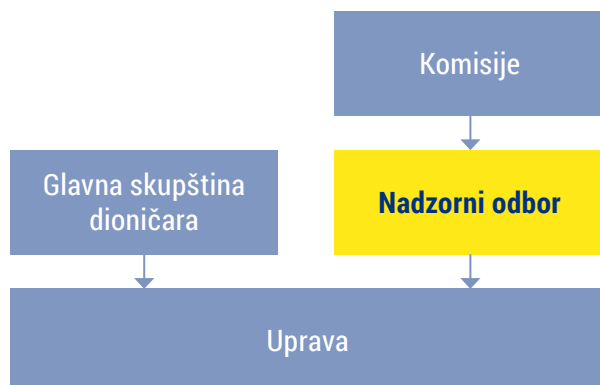 Komisije
Glavna skupština
dioničara
Nadzorni odbor
Uprava